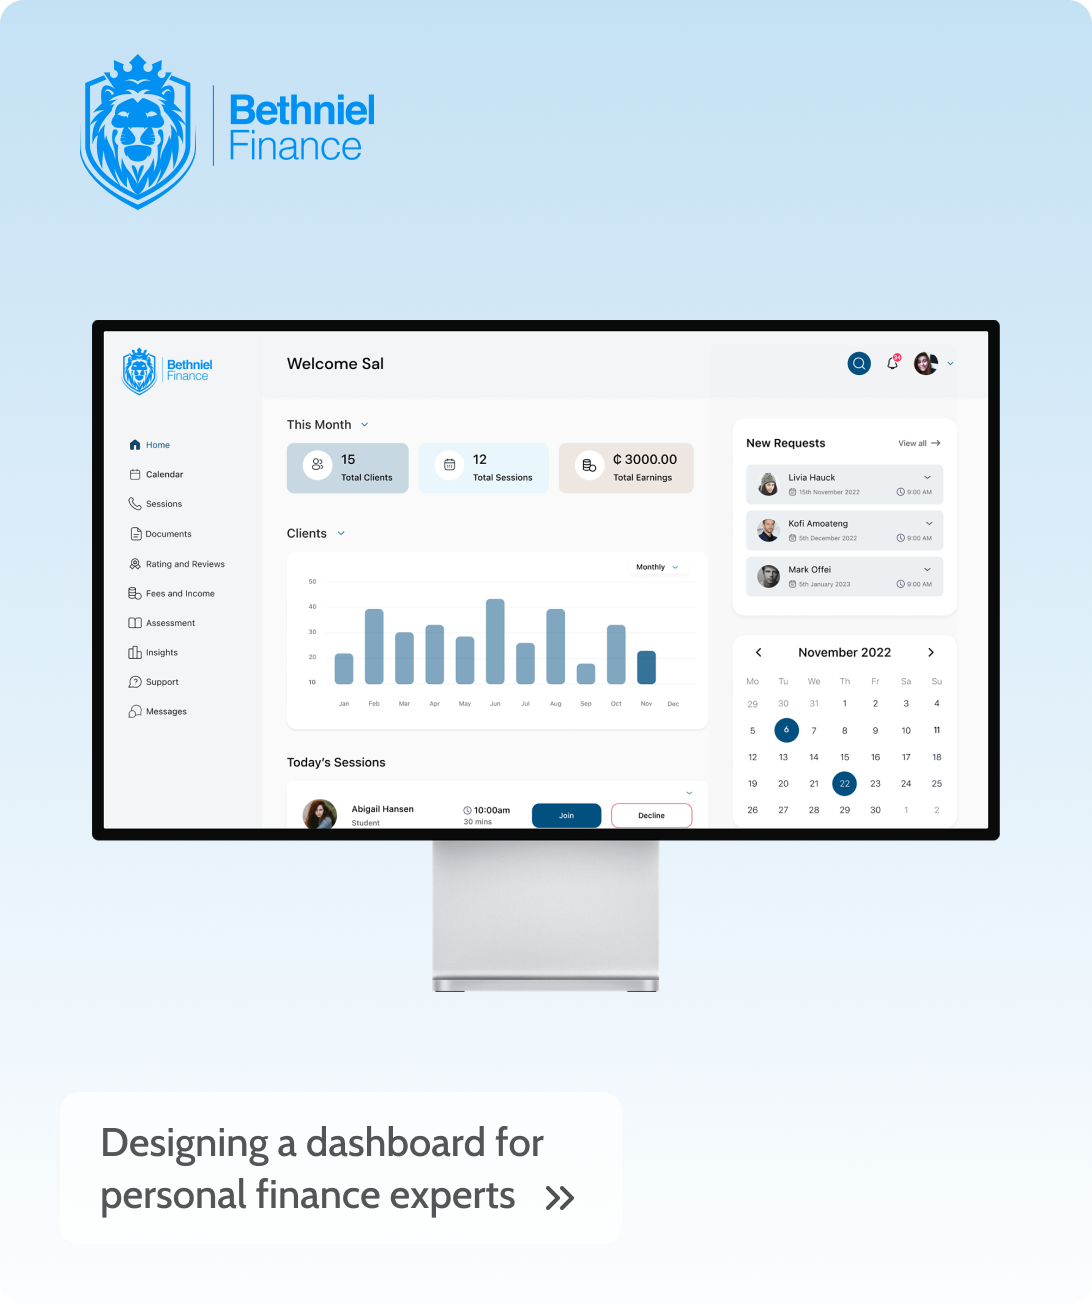 Bethniel
Finance
Bethniel
Finance
Welcome Sal
Home
Calendar
Sessions
Documents
Rating and Reviews
Fees and Income
Assessment
Insights
Support
Messages
This Month
15
Total Clients
12
Total Sessions
₵ 3000.00
Total Earnings
Clients
Monthly
50
40
30
20
10
Jan Feb Mar Apr May Jun Jul Aug Sep Oct Nov Dec
Today's Sessions
Abigail Hansen
Student
10:00am
30 mins
Join
Decline
New Requests
View all
Livia Hauck
15th November 2022 9:00 AM
Kofi Amoateng
5th December 2022 9:00 AM
Mark Offei
5th January 2023 9:00 AM
November 2022
Mo Tu We Th Fr Sa Su
29 30 31 1 2 3 4
5 6 7 8 9 10 11
12 13 14 15 16 17 18
19 20 21 22 23 24 25
26 27 28 29 30 1 2
Designing a dashboard for
personal finance experts